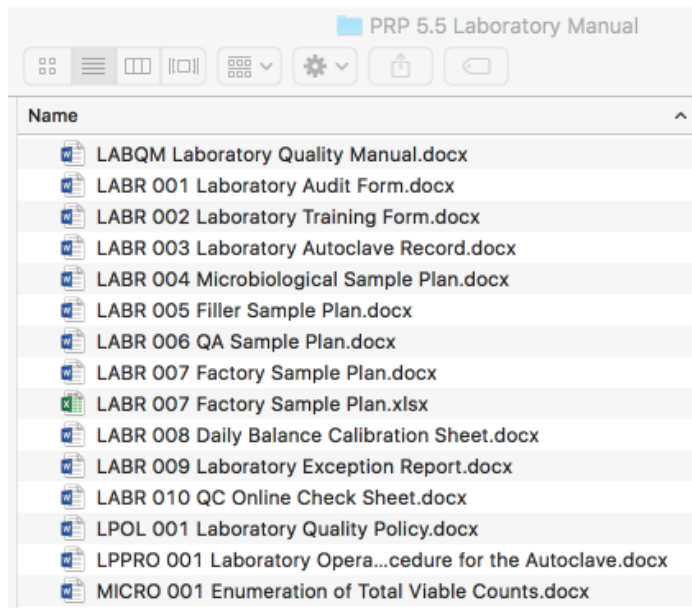 PRP 5.5 Laboratory Manual
Name
LABQM Laboratory Quality Manual.docx
LABR 001 Laboratory Audit Form.docx
LABR 002 Laboratory Training Form.docx
LABR 003 Laboratory Autoclave Record.docx
LABR 004 Microbiological Sample Plan.docx
LABR 005 Filler Sample Plan.docx
LABR 006 QA Sample Plan.docx
LABR 007 Factory Sample Plan.docx
LABR 007 Factory Sample Plan.xlsx
LABR 008 Daily Balance Calibration Sheet.docx
LABR 009 Laboratory Exception Report.docx
LABR 010 QC Online Check Sheet.docx
LPOL 001 Laboratory Quality Policy.docx
LPPRO 001 Laboratory Opera...cedure for the Autoclave.docx
MICRO 001 Enumeration of Total Viable Counts.docx